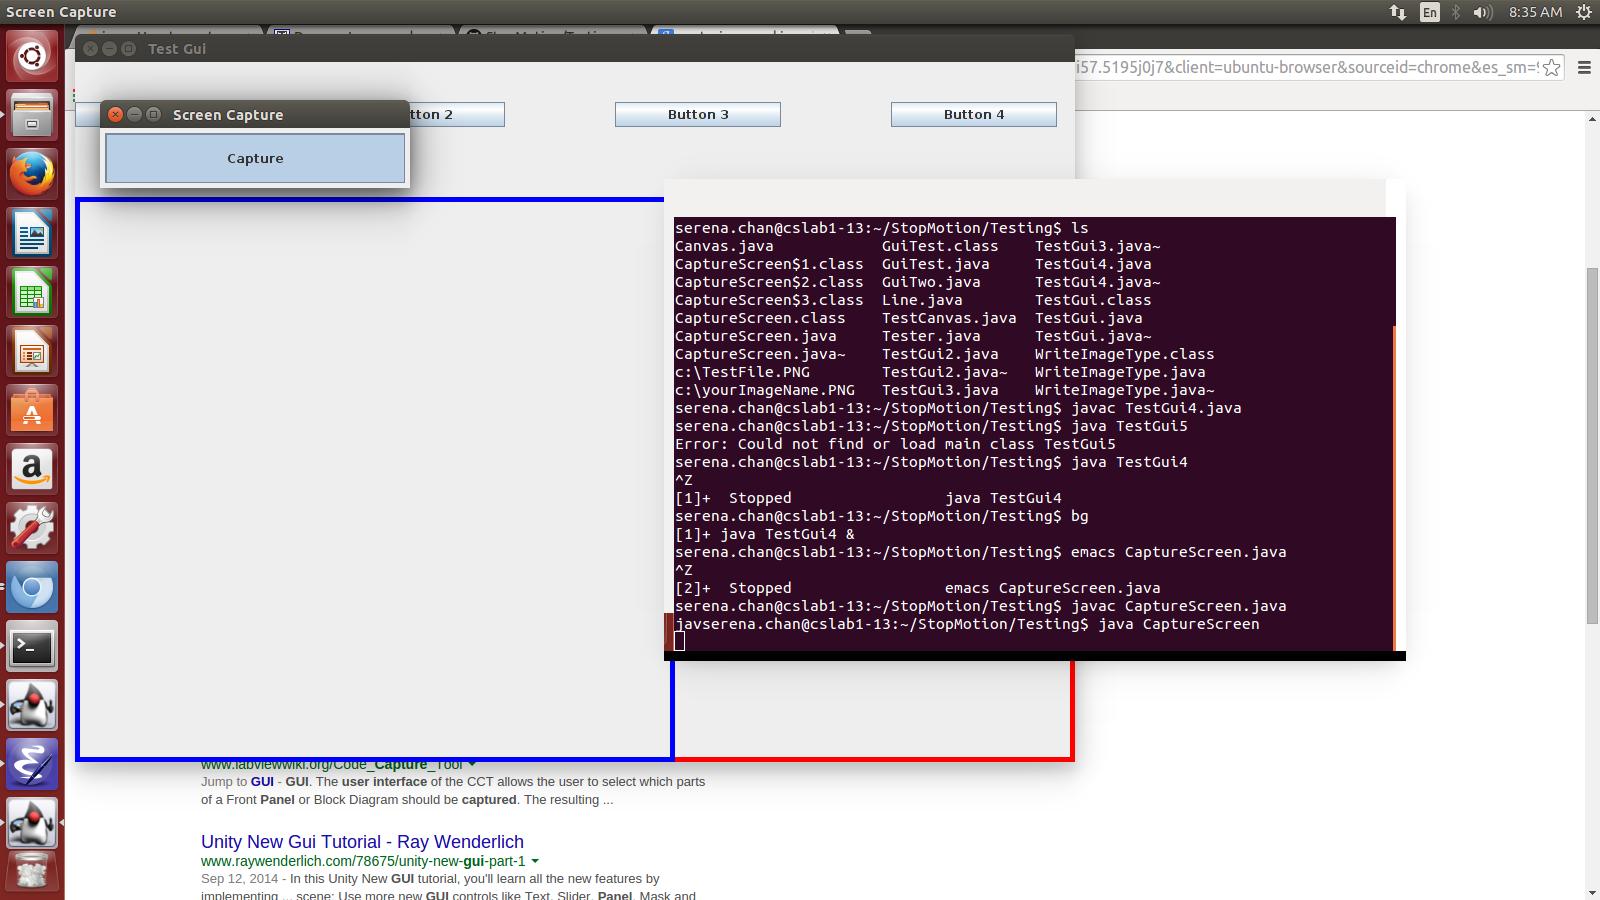 Screen Capture
En
8:35 AM
Test Gui
i57.5195j0j7&client=ubuntu-browser&sourceid=chrome&es_sm=
Screen Capture
tton 2
Button 3
Button 4
Capture
serena.chan@cslab1-13:~/StopMotion/Testing$ ls
Canvas.java GuiTest.class TestGui3.java~
CaptureScreen$1.class GuiTest.java TestGui4.java
CaptureScreen$2.class GuiTwo.java TestGui4.java~
CaptureScreen$3.class Line.java TestGui.class
CaptureScreen.class TestCanvas.java TestGui.java
CaptureScreen.java Tester.java TestGui.java~
CaptureScreen.java~ TestGui2.java WriteImageType.class
c:\TestFile.PNG TestGui2.java~ WriteImageType.java
c:\yourImageName.PNG TestGui3.java WriteImageType.java~
serena.chan@cslab1-13:~/StopMotion/Testing$ javac TestGui4.java
serena.chan@cslab1-13:~/StopMotion/Testing$ java TestGui5
Error: Could not find or load main class TestGui5
serena.chan@cslab1-13:~/StopMotion/Testing$ java TestGui4
^Z
[1]+ Stopped java TestGui4
serena.chan@cslab1-13:~/StopMotion/Testing$ bg
[1]+ java TestGui4 &
serena.chan@cslab1-13:~/StopMotion/Testing$ emacs CaptureScreen.java
^Z
[2]+ Stopped emacs CaptureScreen.java
serena.chan@cslab1-13:~/StopMotion/Testing$ javac CaptureScreen.java
javserena.chan@cslab1-13:~/StopMotion/Testing$ java CaptureScreen
www.labviewwiki.org/Code_Capture_Tool
Jump to GUI - GUI. The user interface of the CCT allows the user to select which parts
of a Front Panel or Block Diagram should be captured. The resulting ...
Unity New Gui Tutorial - Ray Wenderlich
www.raywenderlich.com/78675/unity-new-gui-part-1
Sep 12, 2014 - In this Unity New GUI tutorial, you'll learn all the new features by
implementing ... scene: Use more new GUI controls like Text, Slider, Panel, Mask and